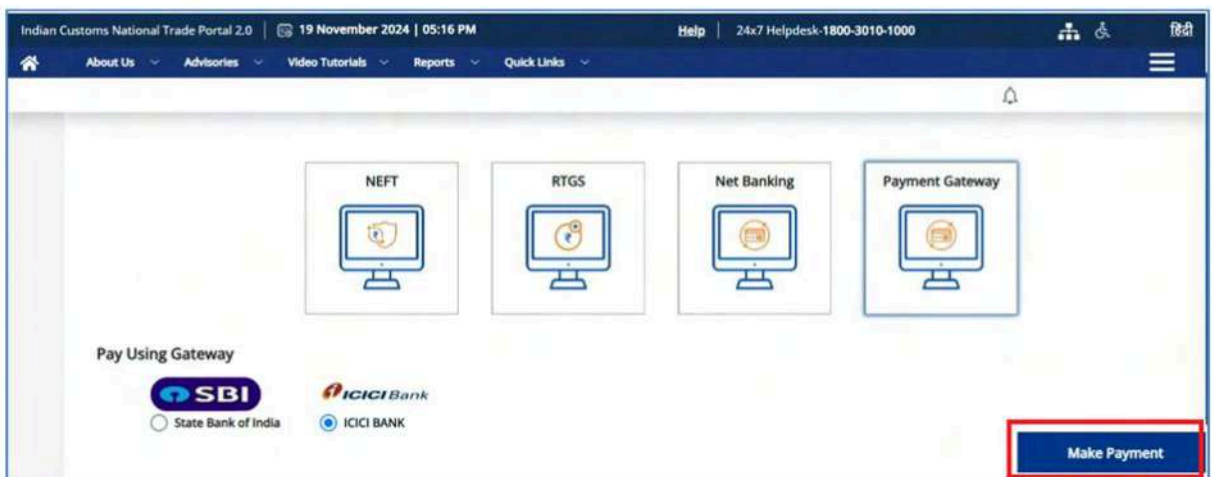 Indian Customs National Trade Portal 2.0 | 19 November 2024 | 05:16 PM Help | 24x7 Helpdesk-1800-3010-1000 हिंदी
About Us Advisories Video Tutorials Reports Quick Links
NEFT RTGS Net Banking Payment Gateway
Pay Using Gateway
SBI ICICI Bank
State Bank of India ICICI BANK
Make Payment